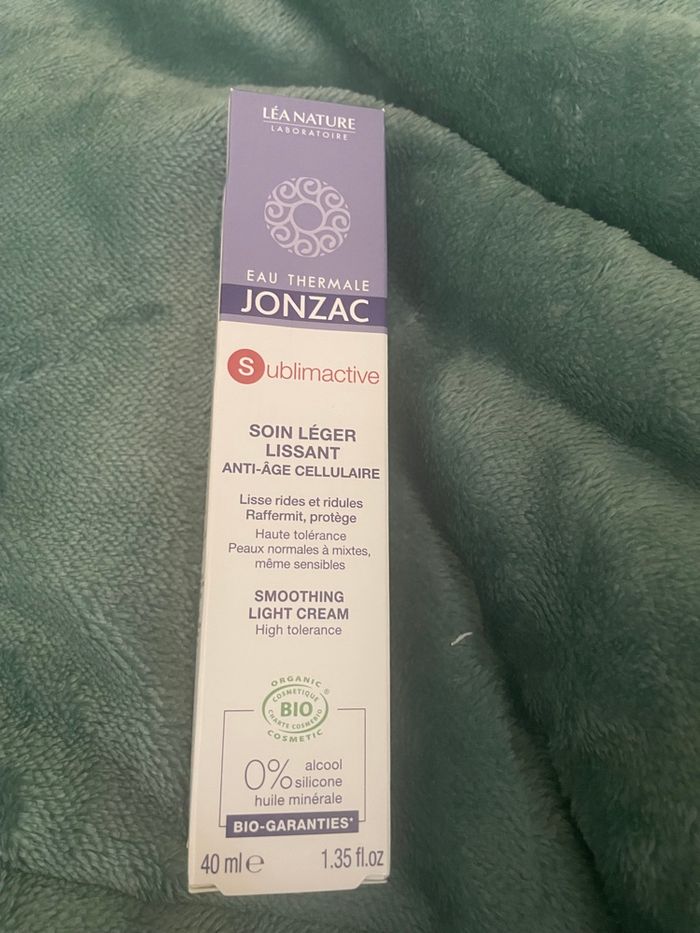 LÉA NATURE
LABORATOIRE
EAU THERMALE
JONZAC
Sublimactive
SOIN LÉGER
LISSANT
ANTI-ÂGE CELLULAIRE
Lisse rides et ridules
Raffermit, protège
Haute tolérance
Peaux normales à mixtes,
même sensibles
SMOOTHING
LIGHT CREAM
High tolerance
ORGANIC
COSMETIQUE
BIO ®
CHARTE COSMEBIO
COSMETIC
0% alcool
silicone
huile minérale
BIO-GARANTIES*
40 ml e 1.35 fl.oz